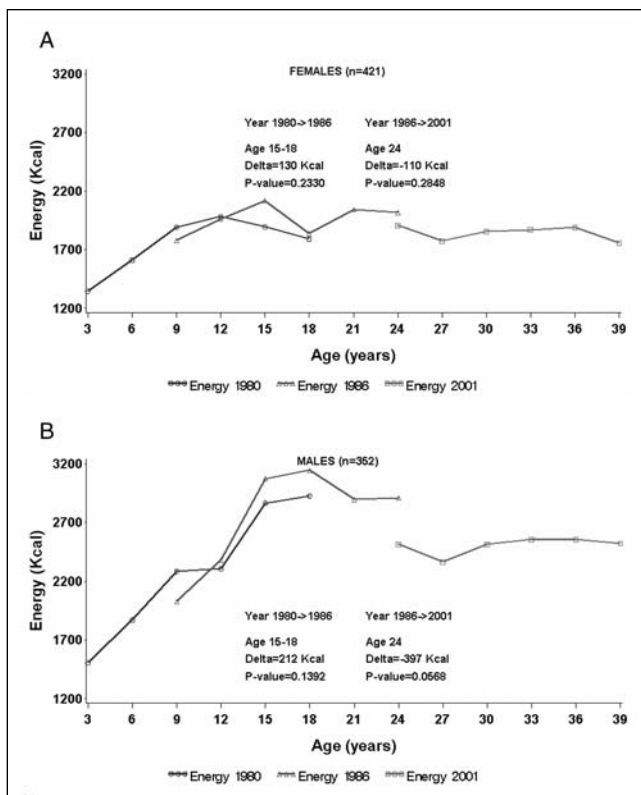 A
FEMALES (n=421)
Year 1980->1986 Year 1986->2001
Age 15-18 Age 24
Delta=130 Kcal Delta=-110 Kcal
P-value=0.2330 P-value=0.2848
Energy (Kcal)
3200
2700
2200
1700
1200
3 6 9 12 15 18 21 24 27 30 33 36 39
Age (years)
Energy 1980 Energy 1986 Energy 2001
B
MALES (n=352)
Energy (Kcal)
3200
2700
2200
1700
1200
Year 1980->1986 Year 1986->2001
Age 15-18 Age 24
Delta=212 Kcal Delta=-397 Kcal
P-value=0.1392 P-value=0.0568
3 6 9 12 15 18 21 24 27 30 33 36 39
Age (years)
Energy 1980 Energy 1986 Energy 2001